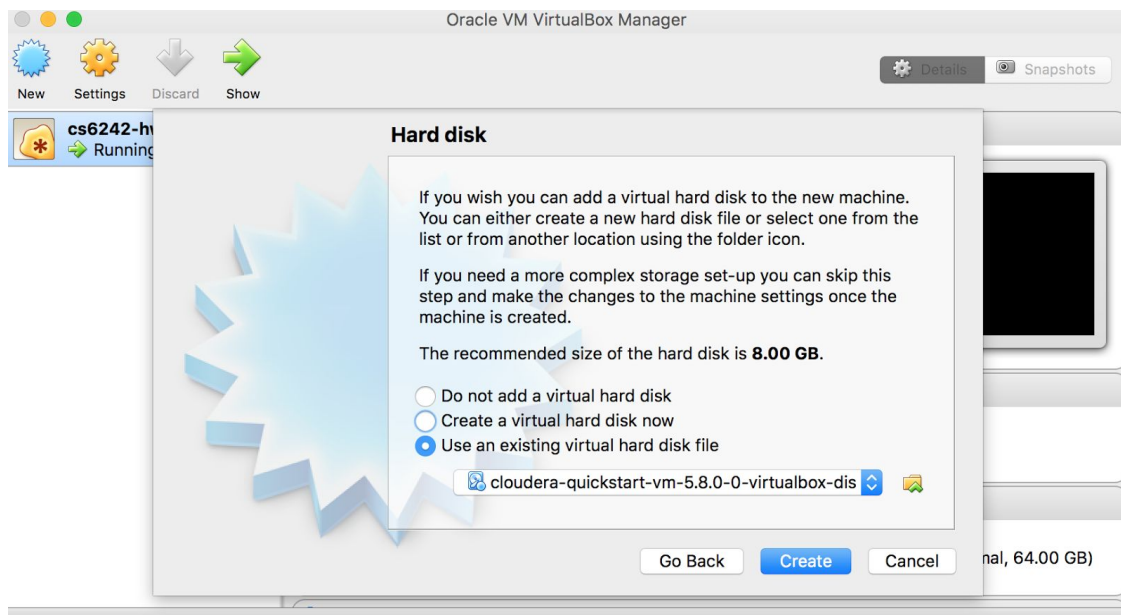 Oracle VM VirtualBox Manager
New Settings Discard Show
Details Snapshots
cs6242-h
Running
Hard disk
If you wish you can add a virtual hard disk to the new machine.
You can either create a new hard disk file or select one from the
list or from another location using the folder icon.
If you need a more complex storage set-up you can skip this
step and make the changes to the machine settings once the
machine is created.
The recommended size of the hard disk is 8.00 GB.
Do not add a virtual hard disk
Create a virtual hard disk now
Use an existing virtual hard disk file
cloudera-quickstart-vm-5.8.0-0-virtualbox-dis
Go Back Create Cancel
nal, 64.00 GB)